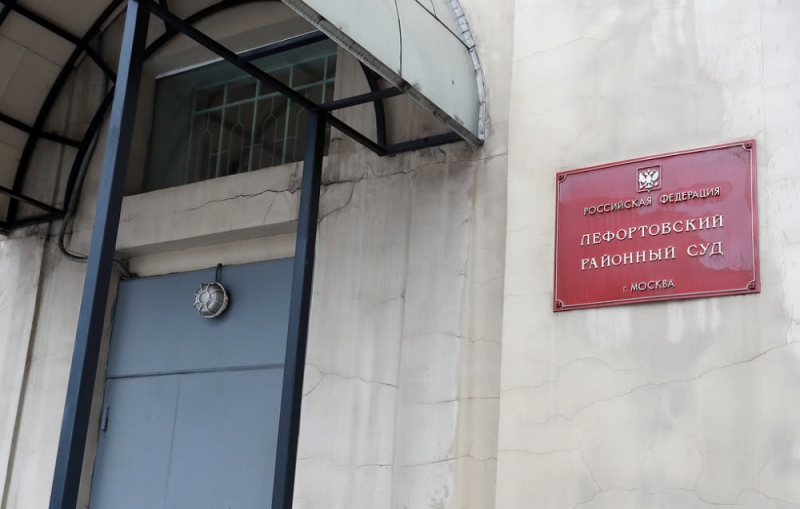 РОССИЙСКАЯ ФЕДЕРАЦИЯ
ЛЕФОРТОВСКИЙ
РАЙОННЫЙ СУД
г. МОСКВА